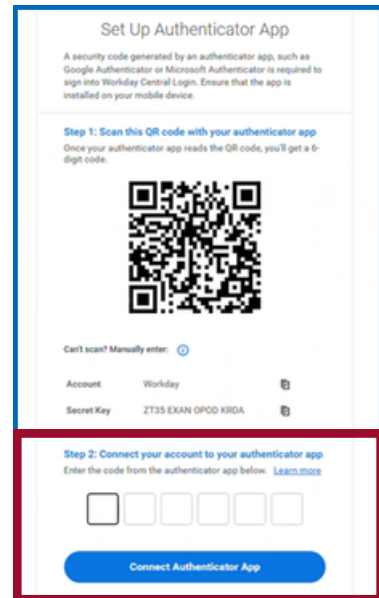 Set Up Authenticator App
A security code generated by an authenticator app, such as
Google Authenticator or Microsoft Authenticator is required to
sign into Workday Central Login. Ensure that the app is
installed on your mobile device.
Step 1: Scan this QR code with your authenticator app
Once your authenticator app reads the QR code, you'll get a 6-
digit code.
Can't scan? Manually enter:
Account Workday
Secret Key ZT35 EXAN OPOD KRDA
Step 2: Connect your account to your authenticator app
Enter the code from the authenticator app below. Learn more
Connect Authenticator App